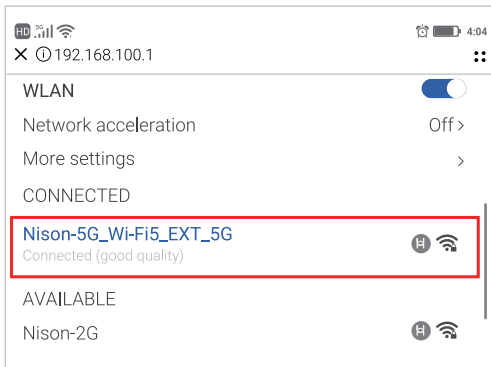 HD 5G 4:04
192.168.100.1
WLAN
Network acceleration Off >
More settings >
CONNECTED
Nison-5G_Wi-Fi5_EXT_5G
Connected (good quality)
AVAILABLE
Nison-2G